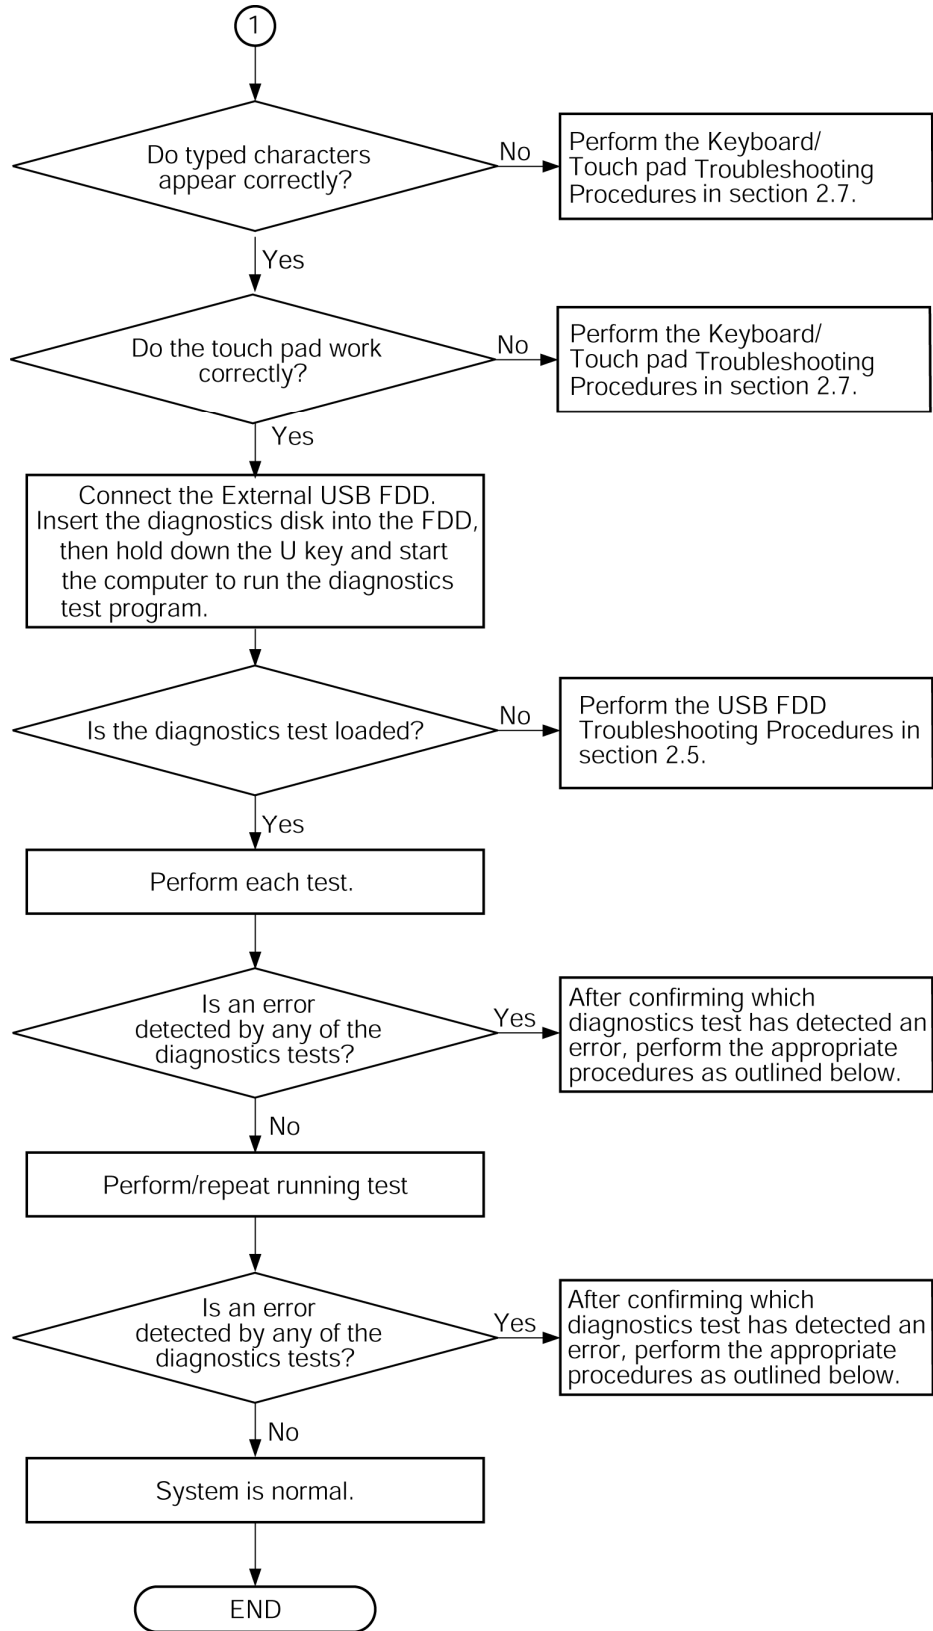 1
Do typed characters
appear correctly?
No
Perform the Keyboard/
Touch pad Troubleshooting
Procedures in section 2.7.
Yes
Do the touch pad work
correctly?
No
Perform the Keyboard/
Touch pad Troubleshooting
Procedures in section 2.7.
Yes
Connect the External USB FDD.
Insert the diagnostics disk into the FDD,
then hold down the U key and start
the computer to run the diagnostics
test program.
Is the diagnostics test loaded?
No
Perform the USB FDD
Troubleshooting Procedures in
section 2.5.
Yes
Perform each test.
Is an error
detected by any of the
diagnostics tests?
Yes
After confirming which
diagnostics test has detected an
error, perform the appropriate
procedures as outlined below.
No
Perform/repeat running test
Is an error
detected by any of the
diagnostics tests?
Yes
After confirming which
diagnostics test has detected an
error, perform the appropriate
procedures as outlined below.
No
System is normal.
END